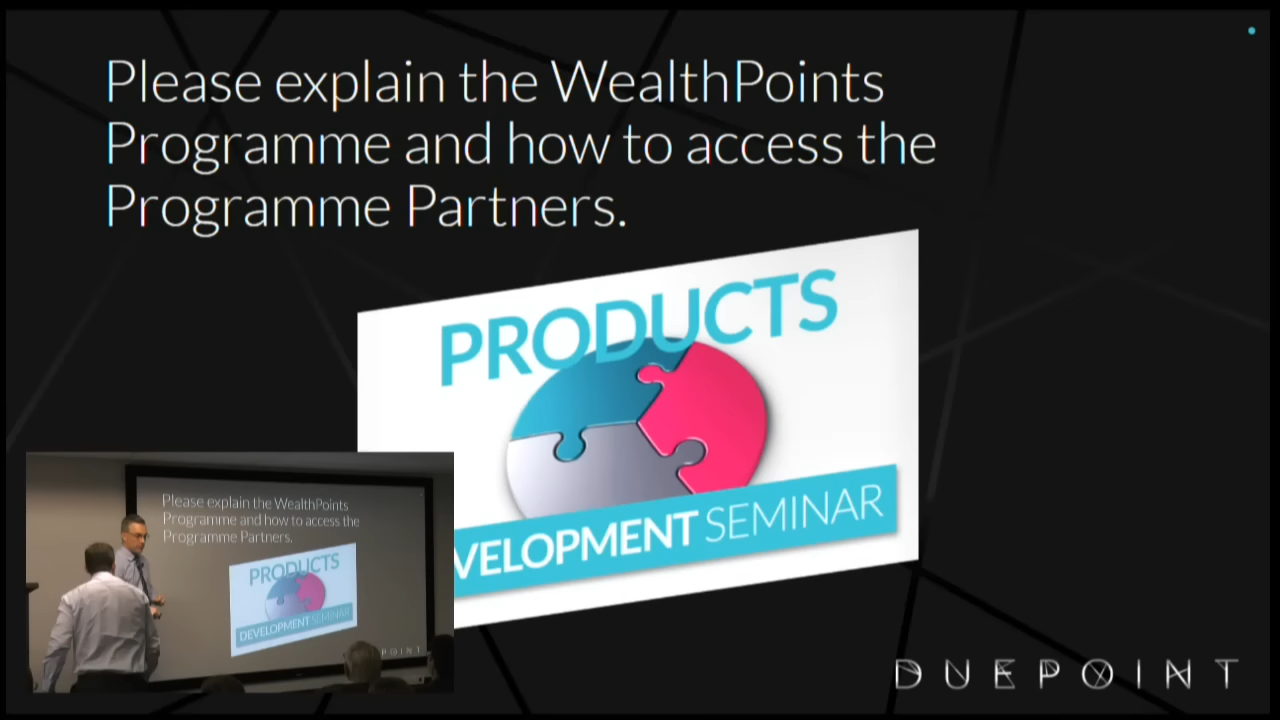 Please explain the WealthPoints
Programme and how to access the
Programme Partners.
PRODUCTS
VELOPMENT SEMINAR
Please explain the WealthPoints
Programme and how to access the
Programme Partners.
PRODUCTS
DEVELOPMENT SEMINAR
POINT
DUEPOINT